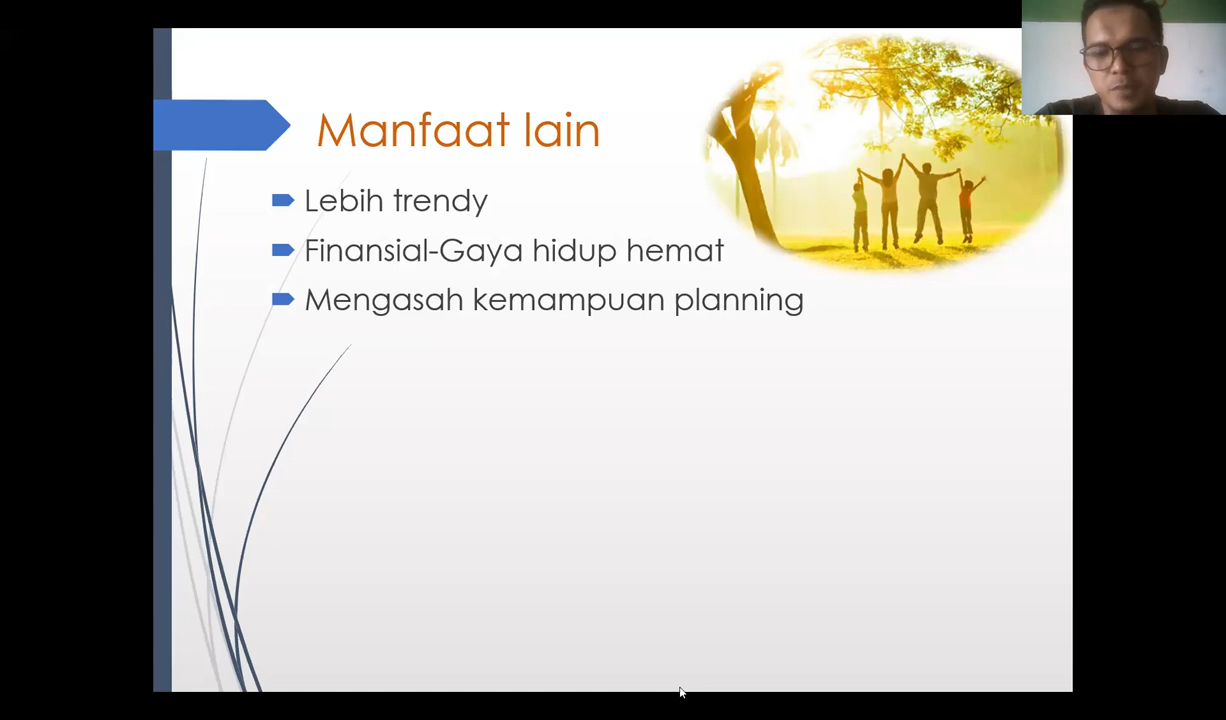 Manfaat lain
Lebih trendy
Finansial-Gaya hidup hemat
Mengasah kemampuan planning